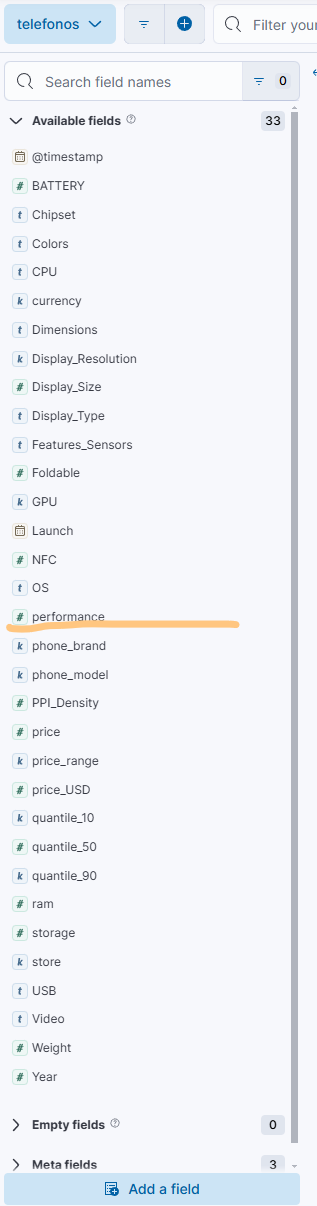 telefonos
Filter your
Search field names
0
Available fields
33
@timestamp
# BATTERY
t Chipset
t Colors
t CPU
k currency
t Dimensions
k Display_Resolution
# Display_Size
t Display_Type
t Features_Sensors
# Foldable
k GPU
Launch
# NFC
t OS
# performance
k phone_brand
k phone_model
# PPI_Density
# price
k price_range
# price_USD
k quantile_10
# quantile_50
k quantile_90
# ram
# storage
k store
t USB
t Video
# Weight
# Year
Empty fields
0
Meta fields
3
Add a field